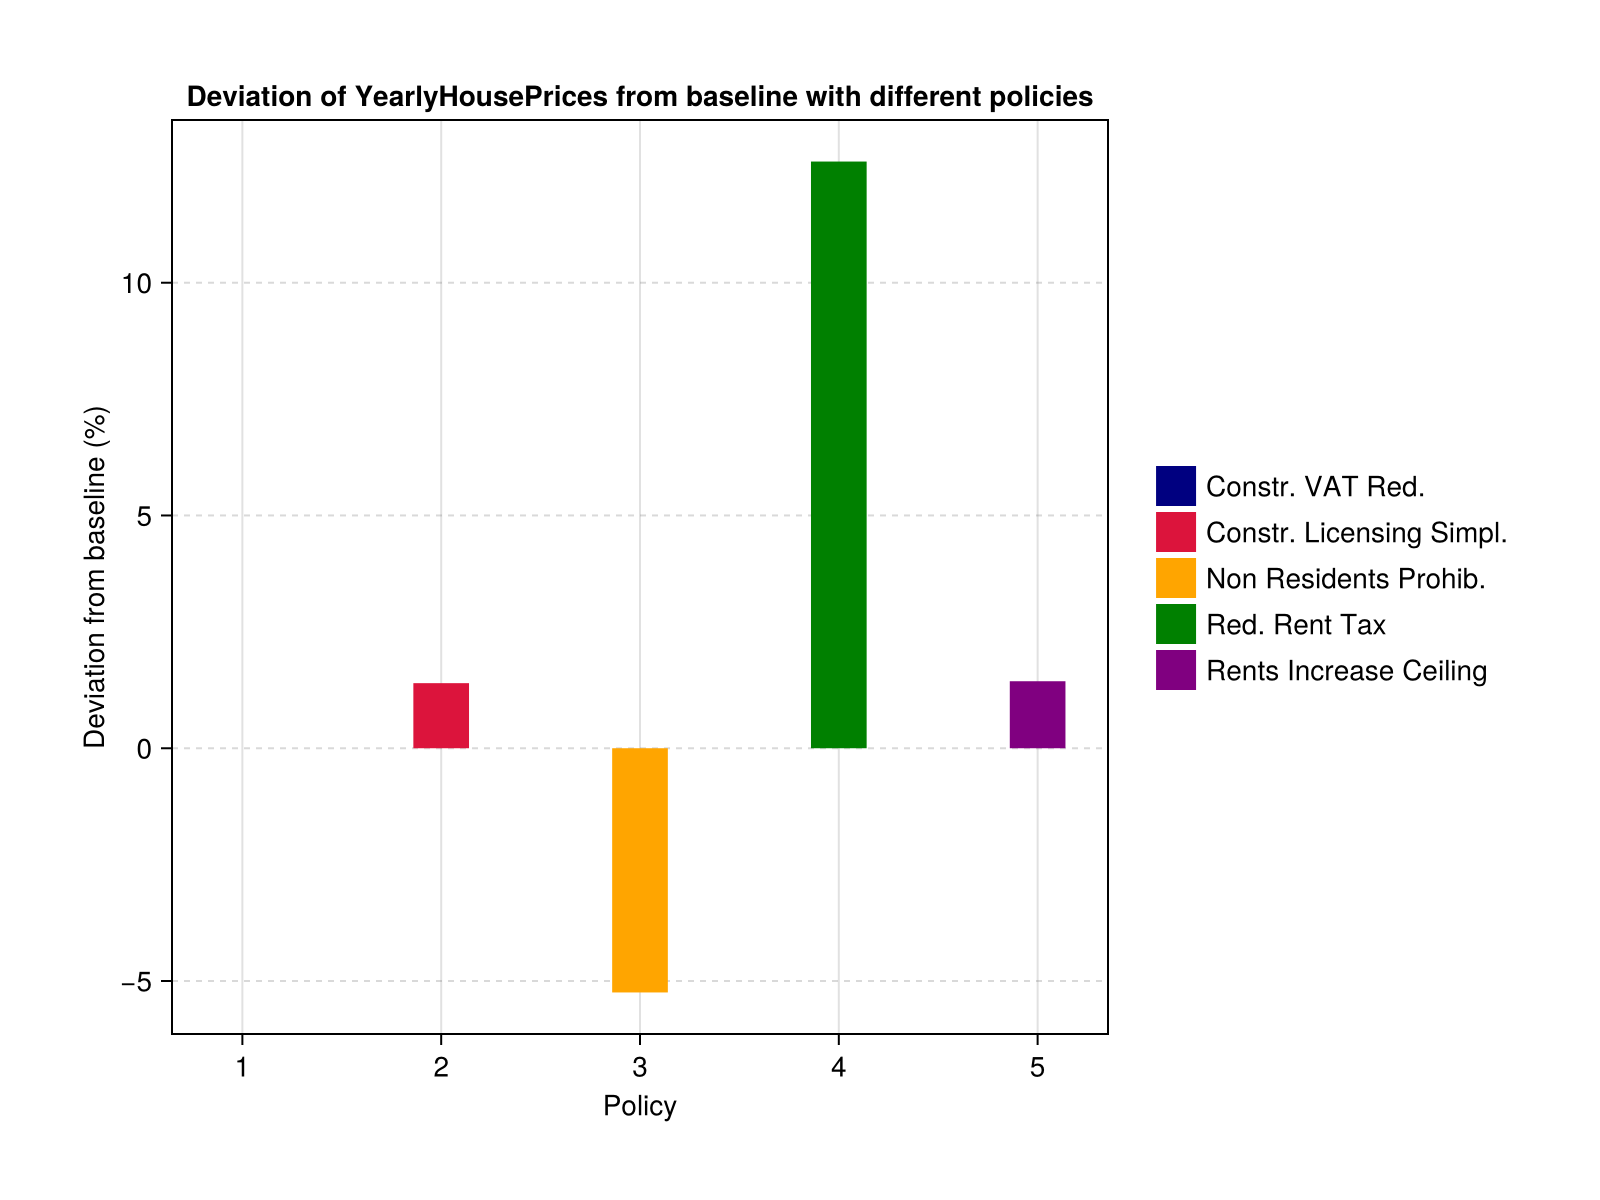 Deviation of YearlyHousePrices from baseline with different policies
Deviation from baseline (%)
10
5
0
−5
1 2 3 4 5
Policy
Constr. VAT Red.
Constr. Licensing Simpl.
Non Residents Prohib.
Red. Rent Tax
Rents Increase Ceiling